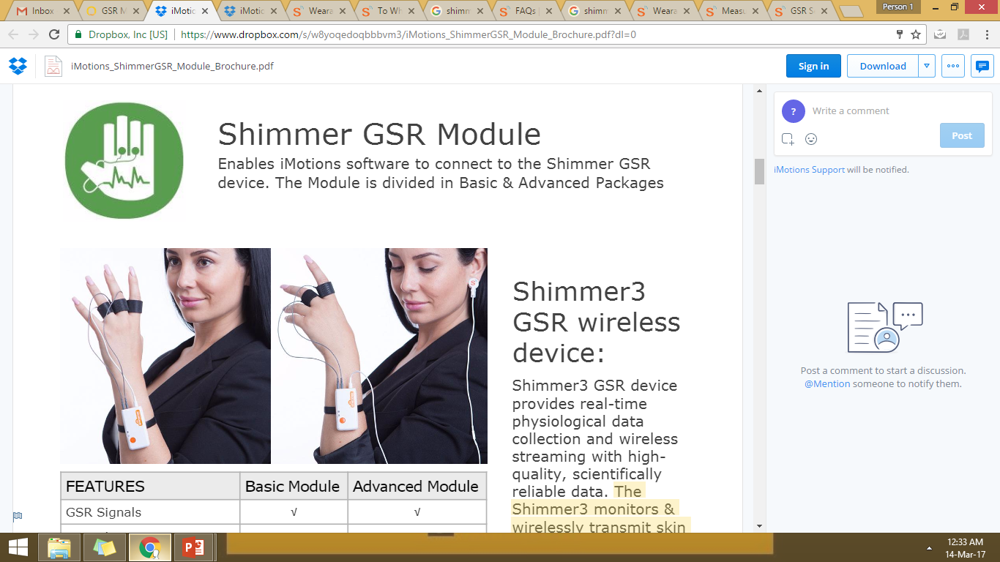 Inbox
GSR M
iMotio
iMotic
Weara
To Wh
shimm
FAQs
shimm
Weara
Measu
GSR S
Person 1
Dropbox, Inc [US]
https://www.dropbox.com/s/w8yoqedoqbbbvm3/iMotions_ShimmerGSR_Module_Brochure.pdf?dl=0
iMotions_ShimmerGSR_Module_Brochure.pdf
Sign in
Download
Shimmer GSR Module
Enables iMotions software to connect to the Shimmer GSR
device. The Module is divided in Basic & Advanced Packages
Shimmer3
GSR wireless
device:
Shimmer3 GSR device
provides real-time
physiological data
collection and wireless
streaming with high-
quality, scientifically
reliable data. The
Shimmer3 monitors &
wirelessly transmit skin
FEATURES Basic Module Advanced Module
GSR Signals √ √
?
Write a comment
Post
iMotions Support will be notified.
Post a comment to start a discussion.
@Mention someone to notify them.
12:33 AM
14-Mar-17